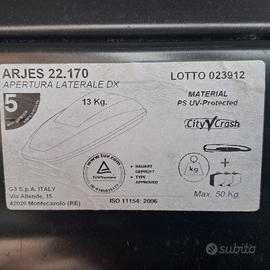 ARJES 22.170
APERTURA LATERALE DX
LOTTO 023912
5
13 Kg.
MATERIAL
PS UV-Protected
City Crash
www.tuv.com
TÜVRheinland
BAUART
GEPRÜFT
TYPE
APPROVED
kg
+
Max. 50 Kg.
G3 S.p.A. ITALY
Via Allende, 15
42020 Montecavolo (RE)
ISO 11154: 2006
subito